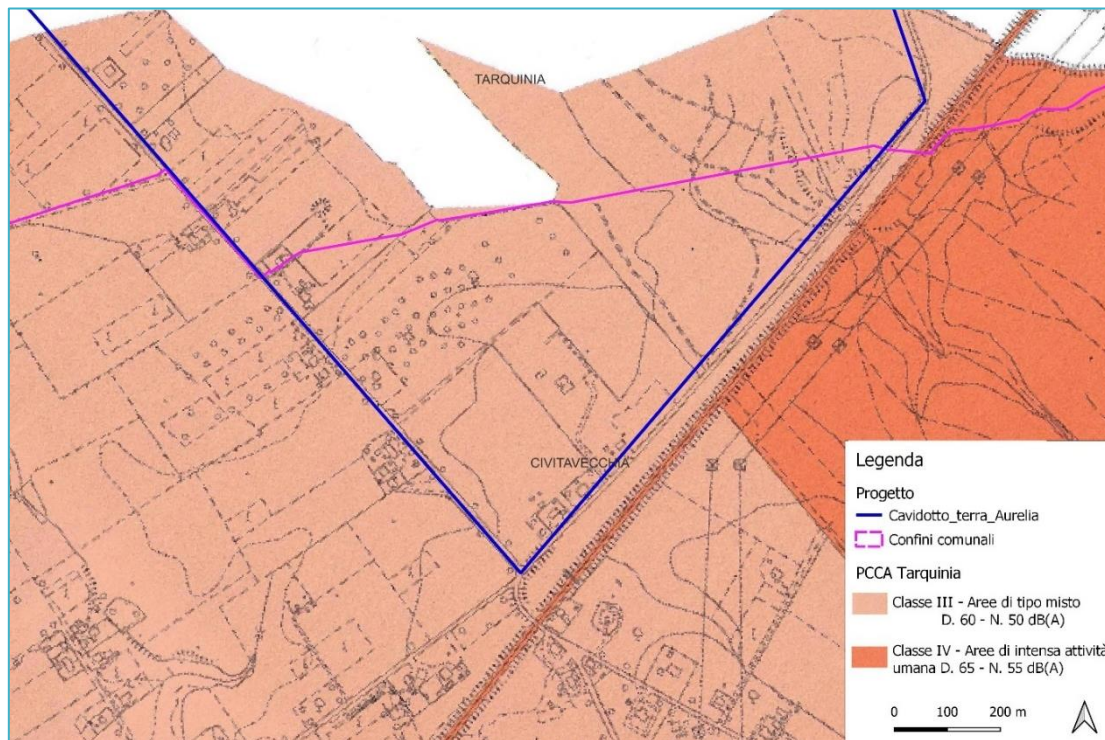 TARQUINIA
CIVITAVECCHIA
Legenda
Progetto
Cavidotto_terra_Aurelia
Confini comunali
PCCA Tarquinia
Classe III - Aree di tipo misto
D. 60 - N. 50 dB(A)
Classe IV - Aree di intensa attività
umana D. 65 - N. 55 dB(A)
0 100 200 m